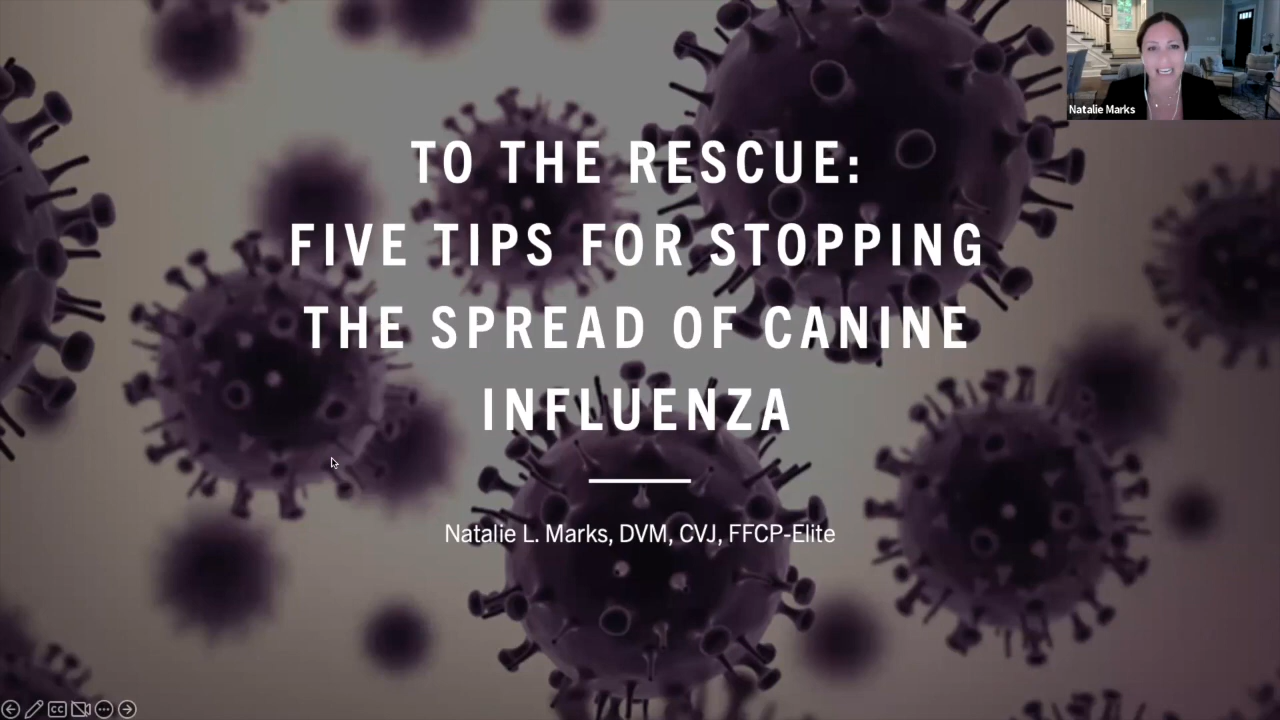 Natalie Marks
TO THE RESCUE:
FIVE TIPS FOR STOPPING
THE SPREAD OF CANINE
INFLUENZA
Natalie L. Marks, DVM, CVJ, FFCP-Elite
CC